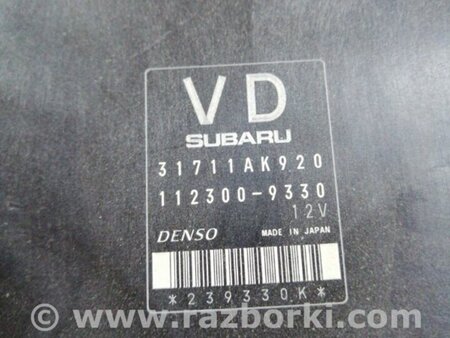 VD
SUBARU
31711AK920
112300-9330
12V
DENSO MADE IN JAPAN
*239330K*
© www.razborki.com